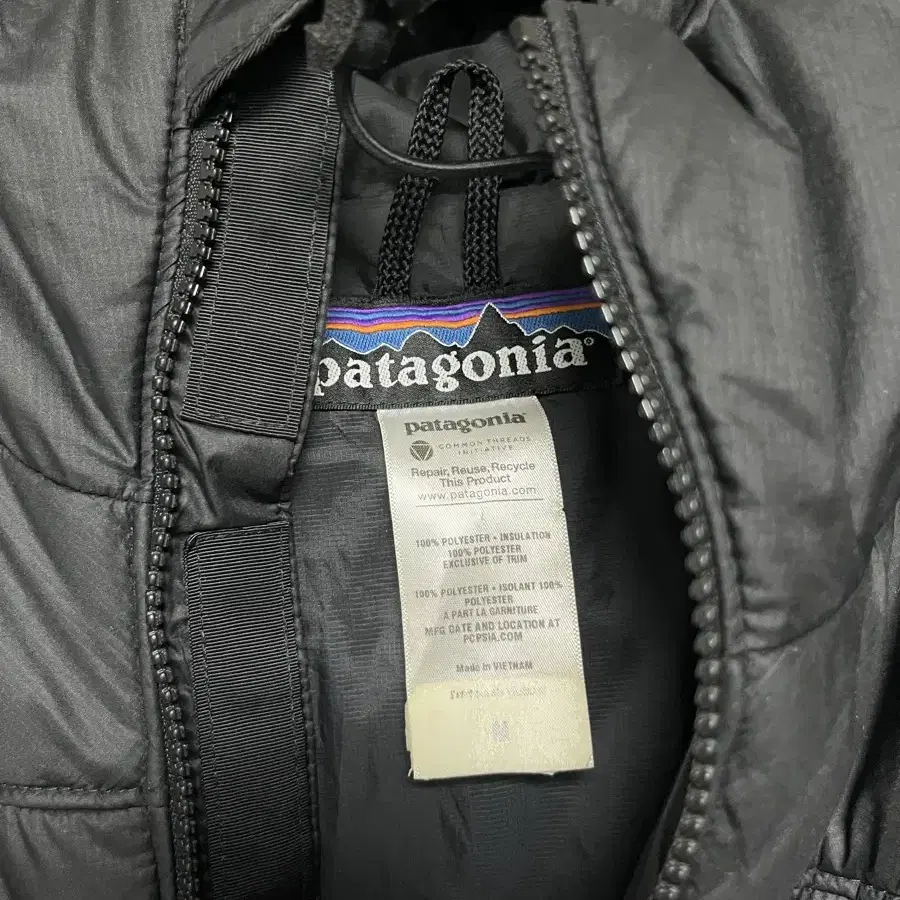 patagonia®
patagonia
COMMON THREADS
INITIATIVE
Repair, Reuse, Recycle
This Product
www.patagonia.com
100% POLYESTER • INSULATION
100% POLYESTER
EXCLUSIVE OF TRIM
100% POLYESTER • ISOLANT 100%
POLYESTER
A PART LA GARNITURE
MFG DATE AND LOCATION AT
PCPSIA.COM
Made in VIETNAM
M